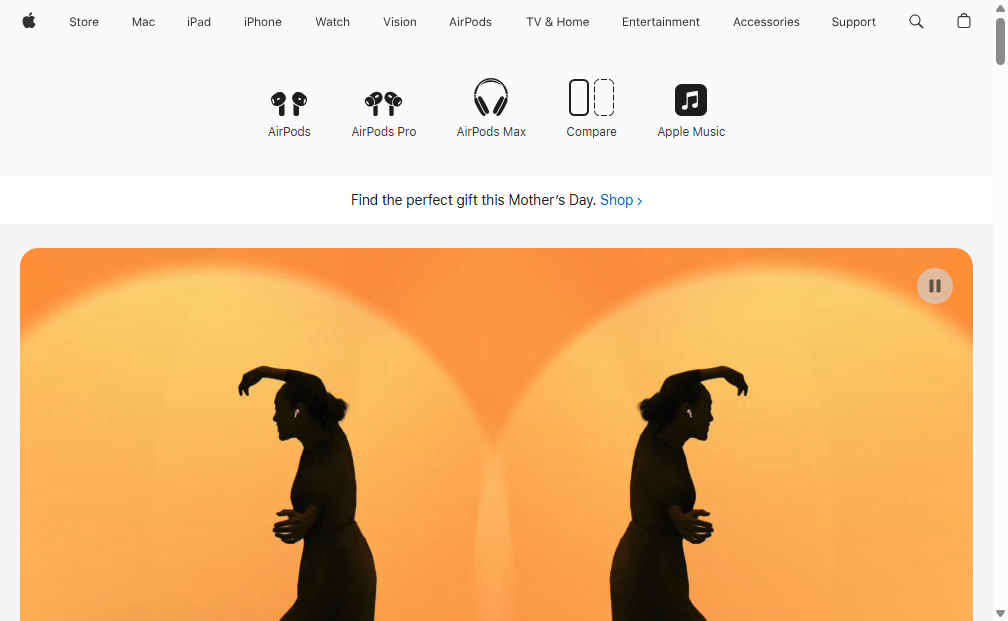 Store Mac iPad iPhone Watch Vision AirPods TV & Home Entertainment Accessories Support
AirPods AirPods Pro AirPods Max Compare Apple Music
Find the perfect gift this Mother's Day. Shop >